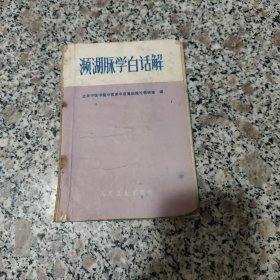 濒湖脉学白话解
北京中医学院中医系中医基础理论教研室 编
人民卫生出版社